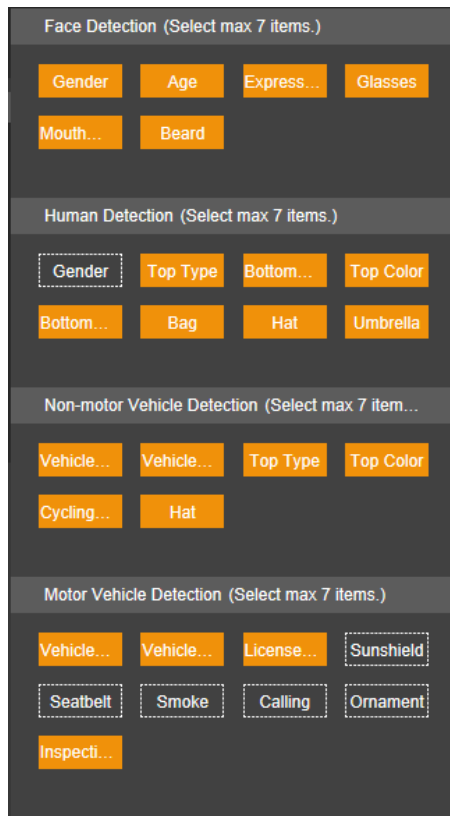 Face Detection (Select max 7 items.)
Gender Age Express... Glasses
Mouth... Beard
Human Detection (Select max 7 items.)
Gender Top Type Bottom... Top Color
Bottom... Bag Hat Umbrella
Non-motor Vehicle Detection (Select max 7 item...
Vehicle... Vehicle... Top Type Top Color
Cycling... Hat
Motor Vehicle Detection (Select max 7 items.)
Vehicle... Vehicle... License... Sunshield
Seatbelt Smoke Calling Ornament
Inspecti...